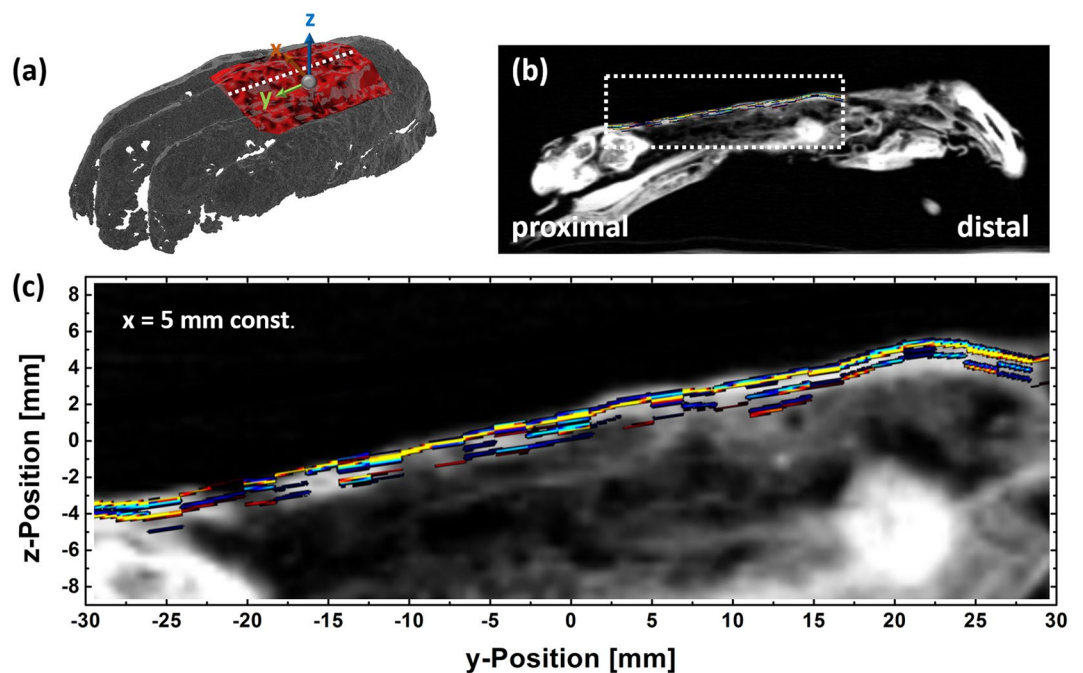 (a)
z
x
y
(b)
proximal
distal
(c)
x = 5 mm const.
z-Position [mm]
8
6
4
2
0
-2
-4
-6
-8
-30 -25 -20 -15 -10 -5 0 5 10 15 20 25 30
y-Position [mm]